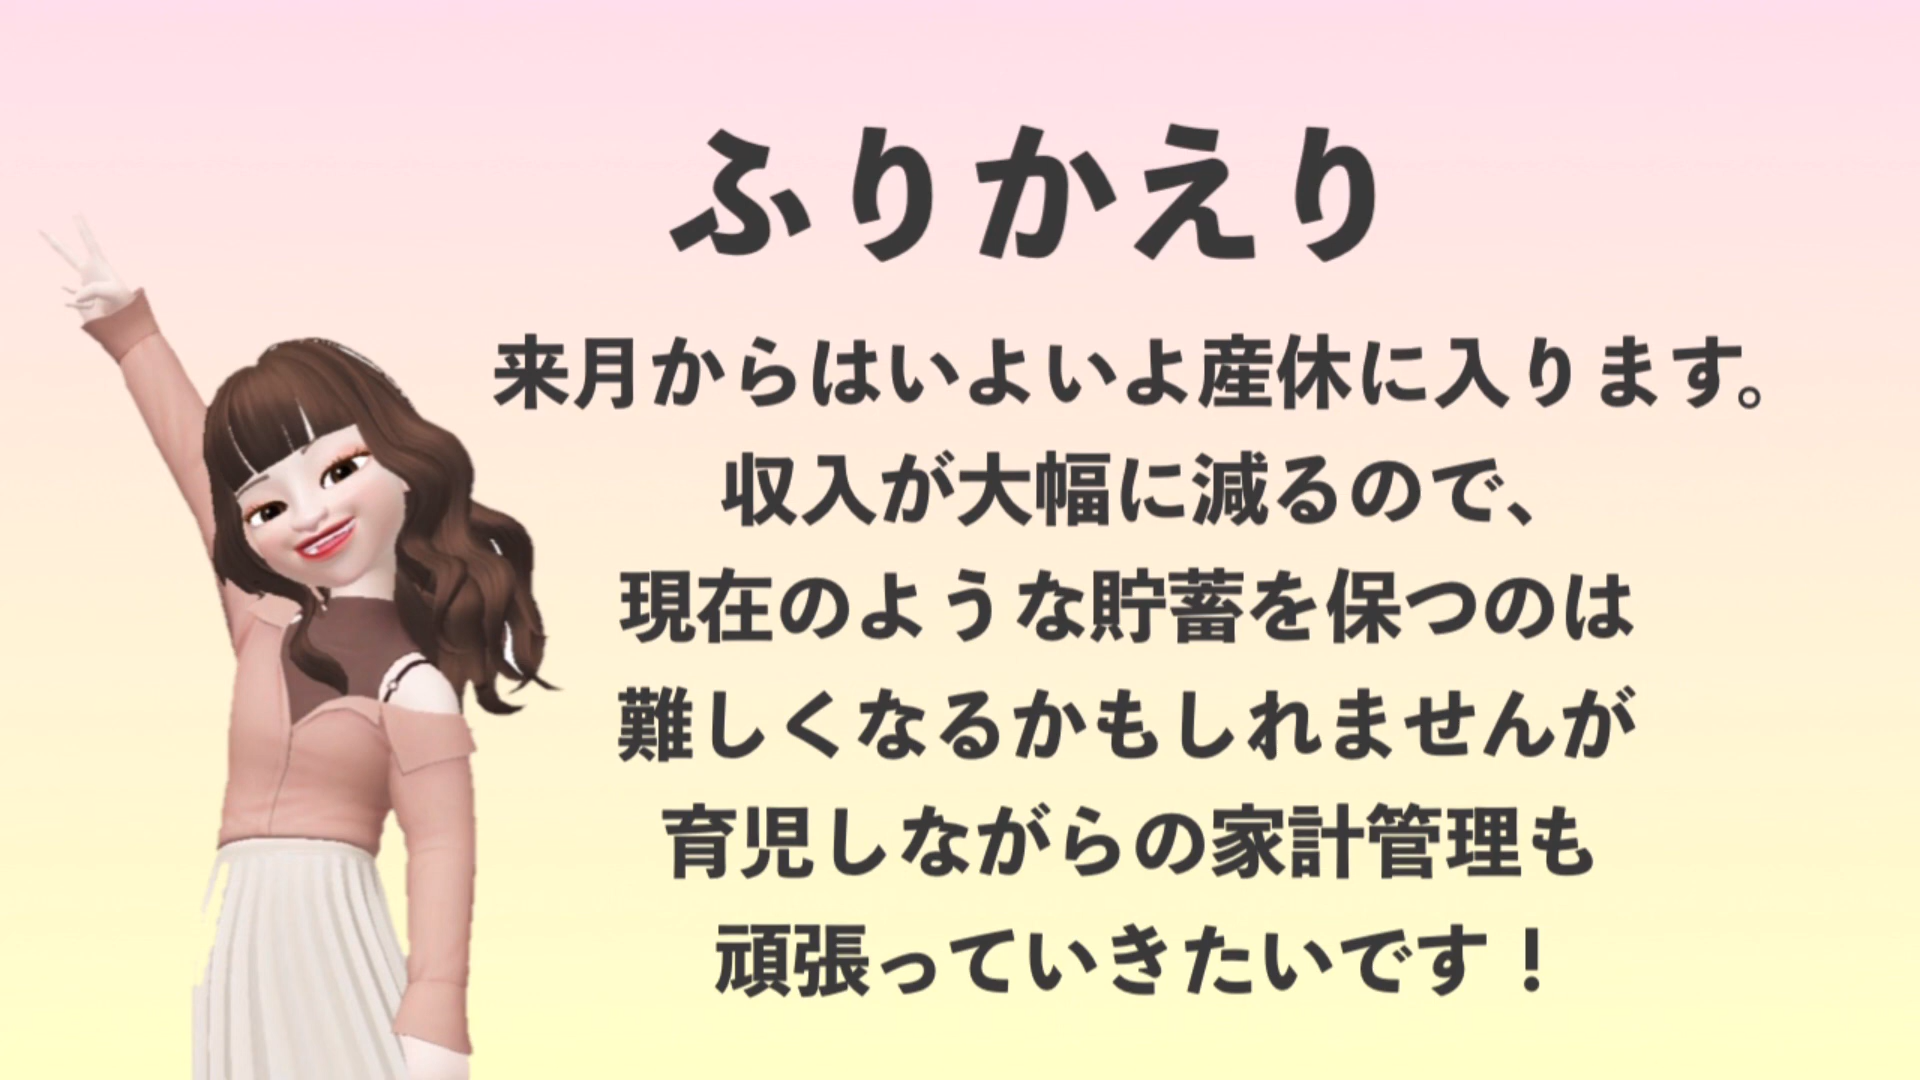 ふりかえり
来月からはいよいよ産休に入ります。
収入が大幅に減るので、
現在のような貯蓄を保つのは
難しくなるかもしれませんが
育児しながらの家計管理も
頑張っていきたいです！